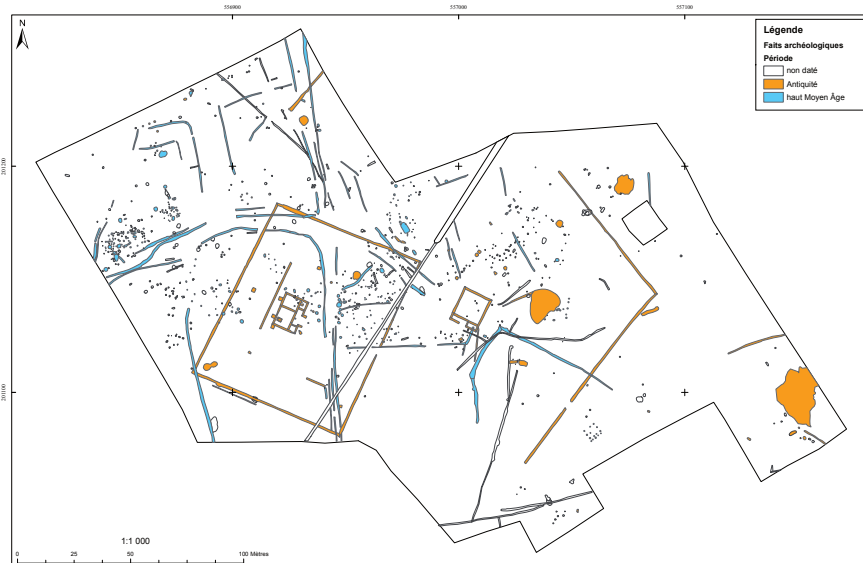 556900
557000
557100
N
Légende
Faits archéologiques
Période
non daté
Antiquité
haut Moyen Âge
201200
201100
1:1 000
0
25
50
100 Mètres